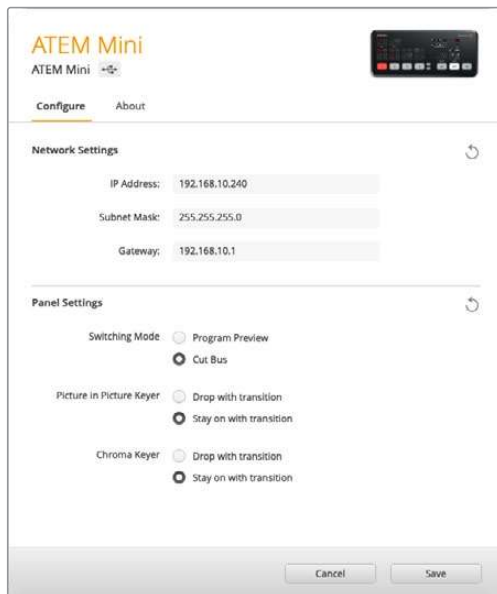 ATEM Mini
ATEM Mini
Configure About
Network Settings
IP Address: 192.168.10.240
Subnet Mask: 255.255.255.0
Gateway: 192.168.10.1
Panel Settings
Switching Mode Program Preview
Cut Bus
Picture in Picture Keyer Drop with transition
Stay on with transition
Chroma Keyer Drop with transition
Stay on with transition
Cancel Save